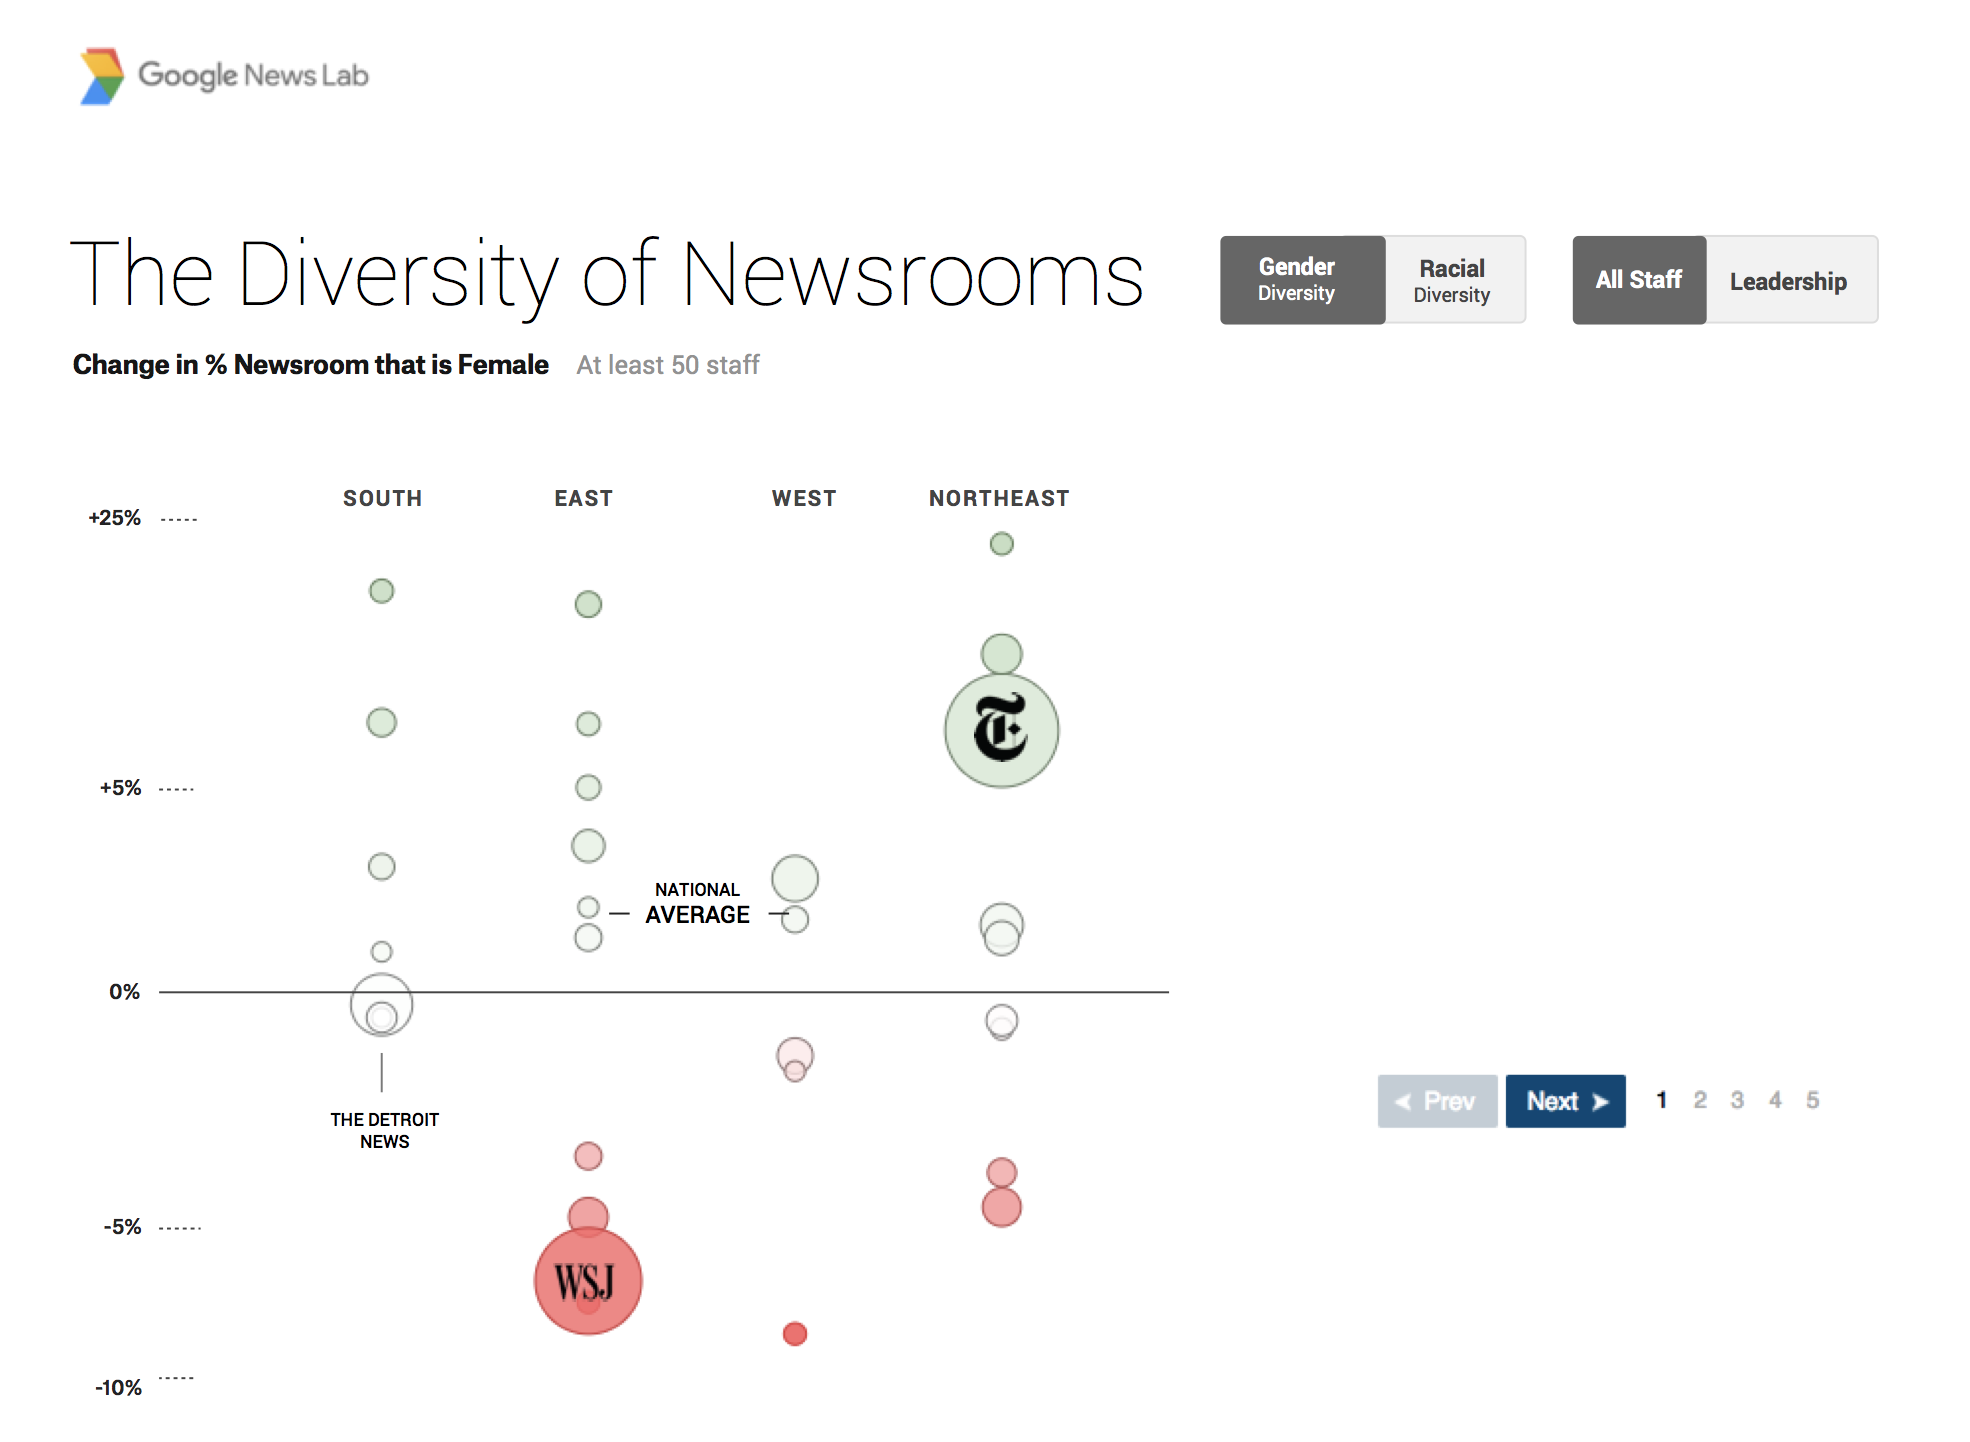 Google News Lab
The Diversity of Newsrooms
Gender
Diversity
Racial
Diversity
All Staff
Leadership
Change in % Newsroom that is Female At least 50 staff
SOUTH EAST WEST NORTHEAST
+25%
+5%
NATIONAL
AVERAGE
0%
THE DETROIT
NEWS
Prev Next 1 2 3 4 5
-5%
WSJ
-10%